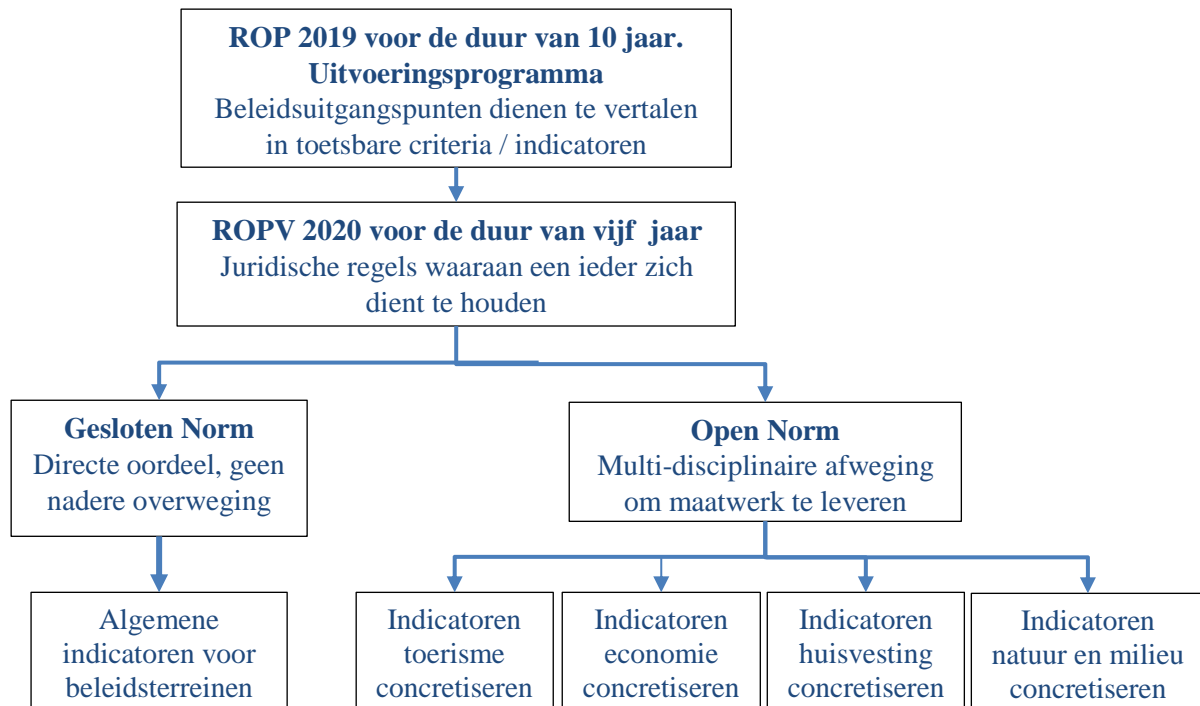 ROP 2019 voor de duur van 10 jaar.
Uitvoeringsprogramma
Beleidsuitgangspunten dienen te vertalen
in toetsbare criteria / indicatoren
ROPV 2020 voor de duur van vijf jaar
Juridische regels waaraan een ieder zich
dient te houden
Gesloten Norm
Directe oordeel, geen
nadere overweging
Open Norm
Multi-disciplinaire afweging
om maatwerk te leveren
Algemene
indicatoren voor
beleidsterreinen
Indicatoren
toerisme
concretiseren
Indicatoren
economie
concretiseren
Indicatoren
huisvesting
concretiseren
Indicatoren
natuur en milieu
concretiseren